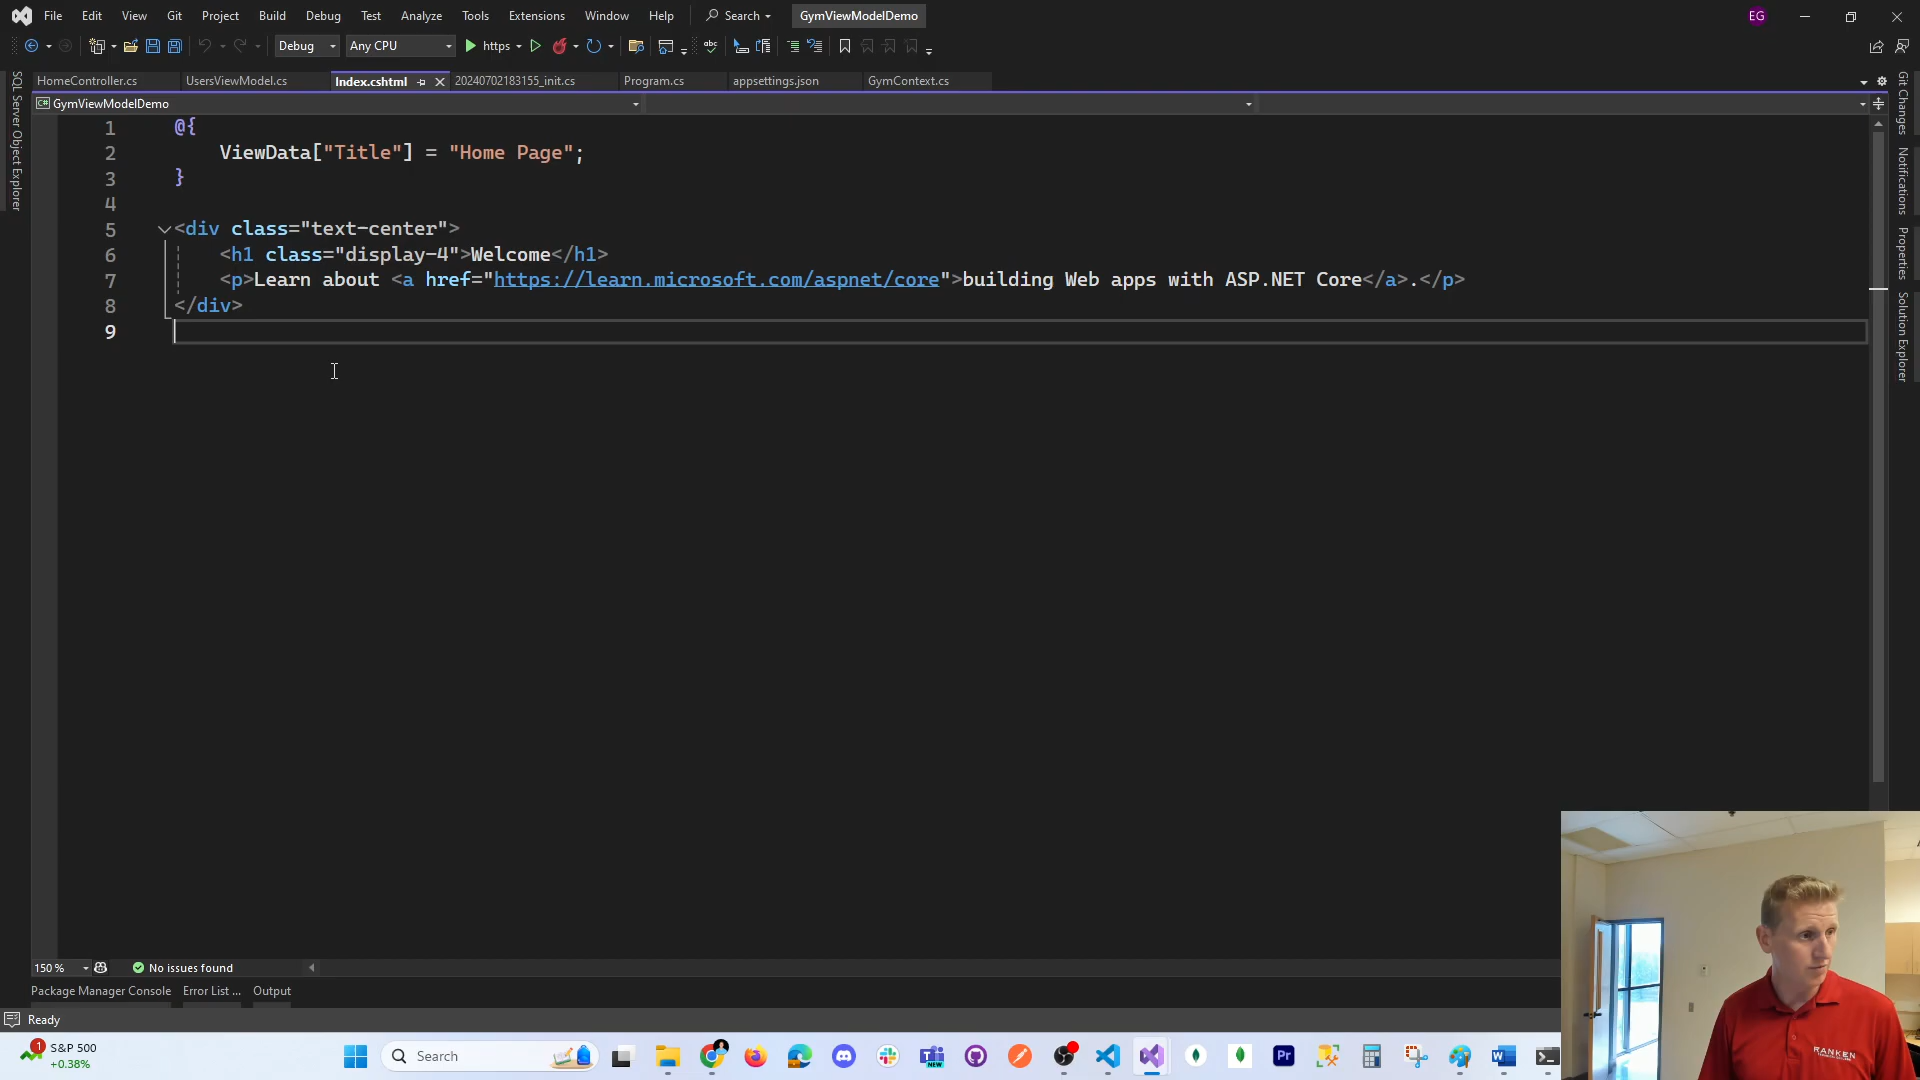 File Edit View Git Project Build Debug Test Analyze Tools Extensions Window Help Search GymViewModelDemo EG
Debug Any CPU https
HomeController.cs UsersViewModel.cs Index.cshtml 20240702183155_init.cs Program.cs appsettings.json GymContext.cs
GymViewModelDemo
1 @{
2 ViewData["Title"] = "Home Page";
3 }
4
5 <div class="text-center">
6 <h1 class="display-4">Welcome</h1>
7 <p>Learn about <a href="https://learn.microsoft.com/aspnet/core">building Web apps with ASP.NET Core</a>.</p>
8 </div>
9
SQL Server Object Explorer
Git Changes
Notifications
Properties
Solution Explorer
150 % No issues found
Package Manager Console Error List ... Output
Ready
RANKEN
1 S&P 500
+0.38%
Search
NEW
Pr